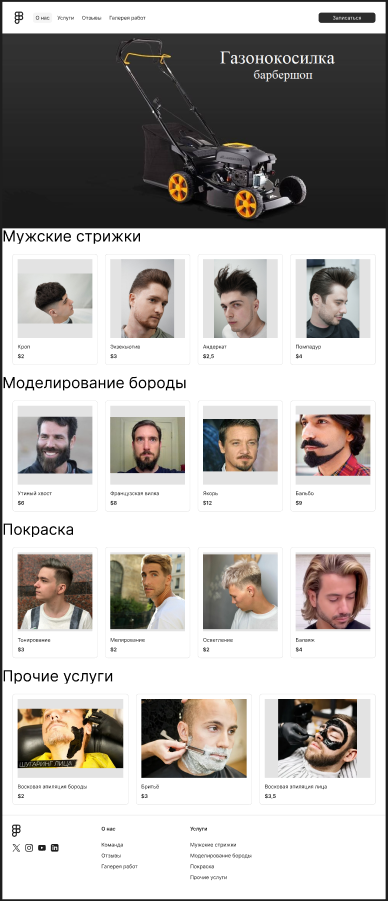 О нас Услуги Отзывы Галерея работ Записаться
Газонокосилка
барбершоп
Мужские стрижки
Кроп Экзекьютив Андеркат Помпадур
$2 $3 $2,5 $4
Моделирование бороды
Утиный хвост Французская вилка Якорь Бальбо
$6 $8 $12 $9
Покраска
Тонирование Мелирование Осветление Балаяж
$3 $2 $2 $4
Прочие услуги
ШУГАРИНГ ЛИЦА
Восковая эпиляция бороды Бритьё Восковая эпиляция лица
$2 $3 $3,5
О нас Услуги
Команда Мужские стрижки
Отзывы Моделирование бороды
Галерея работ Покраска
Прочие услуги